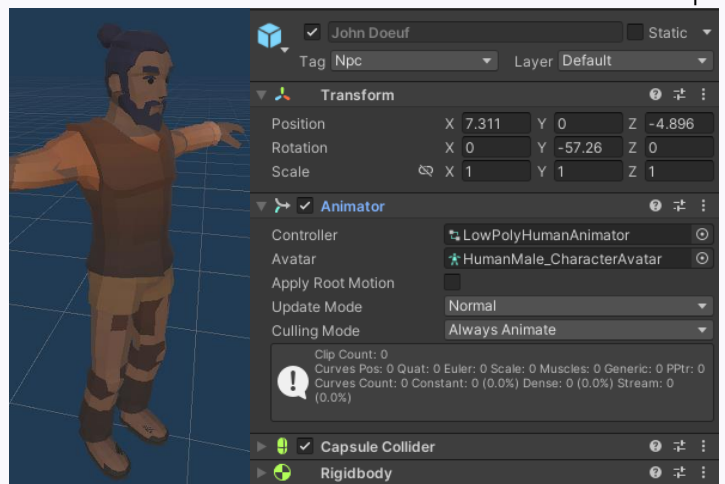 John Doeuf Static
Tag Npc Layer Default
Transform
Position X 7.311 Y 0 Z -4.896
Rotation X 0 Y -57.26 Z 0
Scale X 1 Y 1 Z 1
Animator
Controller LowPolyHumanAnimator
Avatar HumanMale_CharacterAvatar
Apply Root Motion
Update Mode Normal
Culling Mode Always Animate
Clip Count: 0
Curves Pos: 0 Quat: 0 Euler: 0 Scale: 0 Muscles: 0 Generic: 0 PPtr: 0
Curves Count: 0 Constant: 0 (0.0%) Dense: 0 (0.0%) Stream: 0
(0.0%)
Capsule Collider
Rigidbody